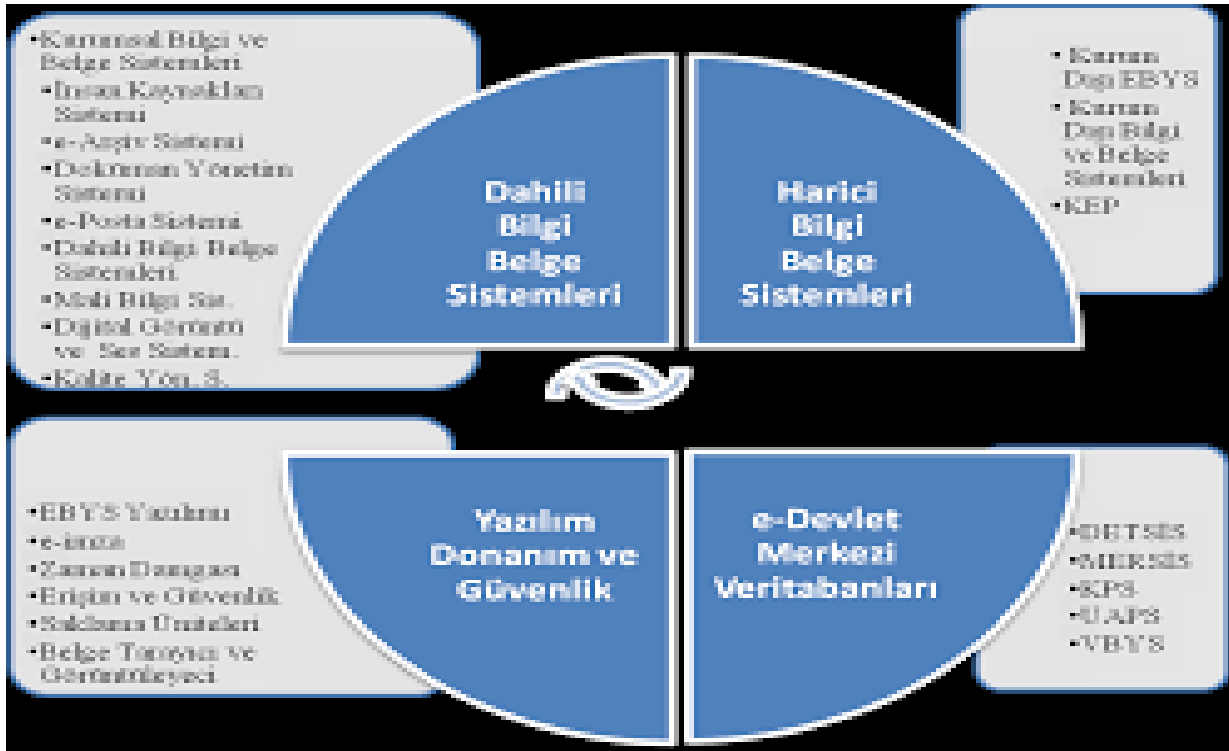 •Kurumsal Bilgi ve
Belge Sistemleri
•İnsan Kaynakları
Sistemi
•e-Arşiv Sistemi
•Doküman Yönetim
Sistemi
•e-Posta Sistemi
•Dahili Bilgi Belge
Sistemleri
•Mali Bilgi Sis.
•Dijital Görüntü
ve Ses Sistem.
•Kalite Yön. S.
Dahili
Bilgi
Belge
Sistemleri
Harici
Bilgi
Belge
Sistemleri
• Kurum
Dışı EBYS
• Kurum
Dışı Bilgi
ve Belge
Sistemleri
•KEP
•EBYS Yazılımı
•e-imza
•Zaman Damgası
•Erişim ve Güvenlik
•Saklama Üniteleri
•Belge Tarayıcı ve
Görüntüleyeci
Yazılım
Donanım ve
Güvenlik
e-Devlet
Merkezi
Veritabanları
•DETSİS
•MERSİS
•KPS
•UAPS
•VBYS